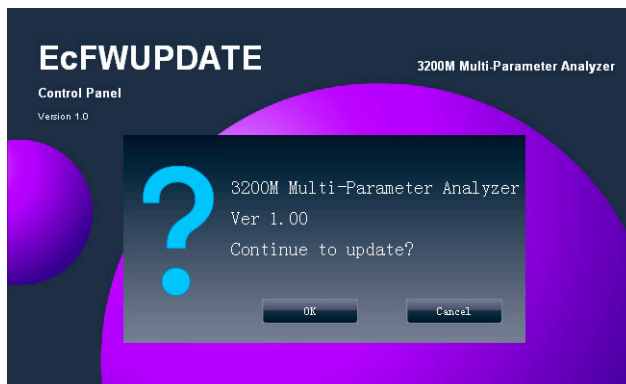 EcFWUPDATE
3200M Multi-Parameter Analyzer
Control Panel
Version 1.0
3200M Multi-Parameter Analyzer
Ver 1.00
Continue to update?
OK
Cancel